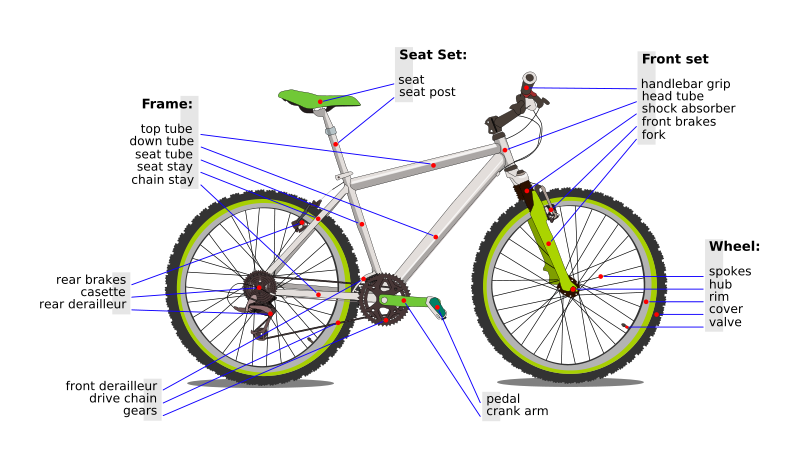 Seat Set:
seat
seat post
Front set
handlebar grip
head tube
shock absorber
front brakes
fork
Frame:
top tube
down tube
seat tube
seat stay
chain stay
Wheel:
spokes
hub
rim
cover
valve
rear brakes
casette
rear derailleur
front derailleur
drive chain
gears
pedal
crank arm